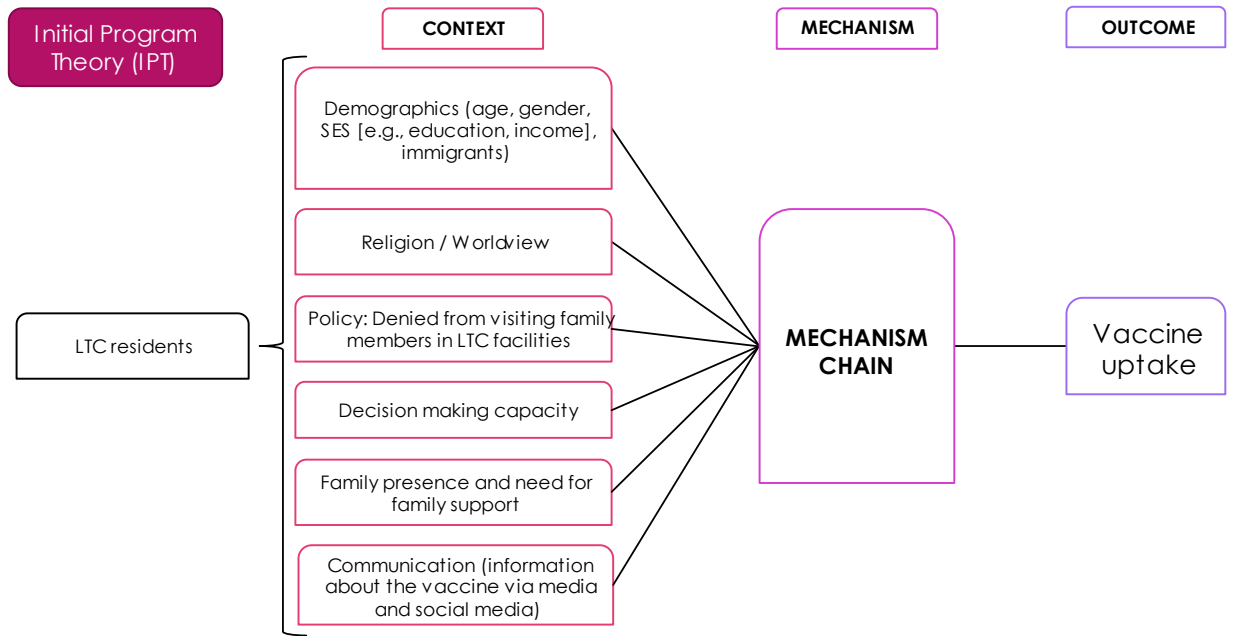 Initial Program
Theory (IPT)
CONTEXT
MECHANISM
OUTCOME
Demographics (age, gender,
SES [e.g., education, income],
immigrants)
Religion / Worldview
LTC residents
Policy: Denied from visiting family
members in LTC facilities
Decision making capacity
Family presence and need for
family support
Communication (information
about the vaccine via media
and social media)
MECHANISM
CHAIN
Vaccine
uptake